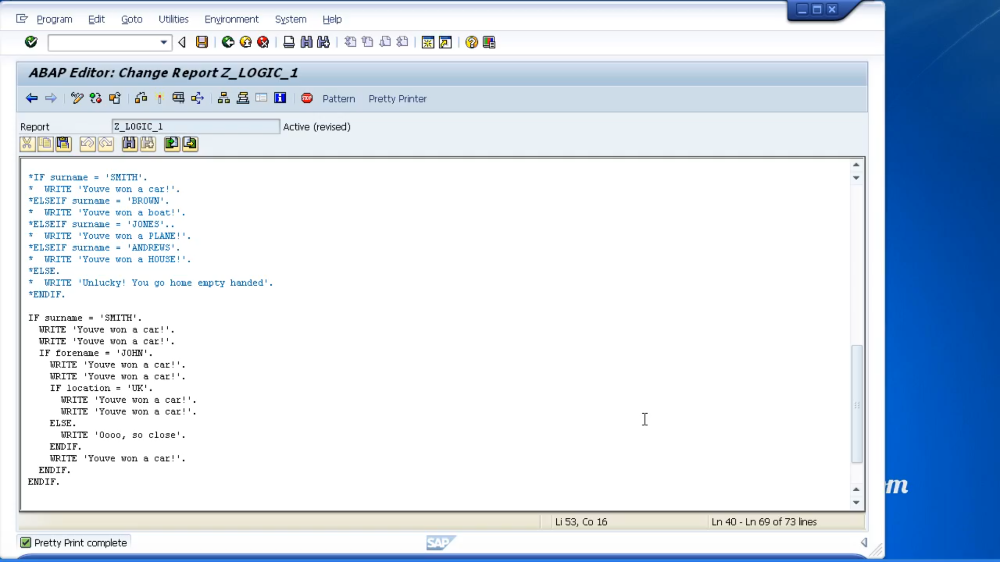 Program Edit Goto Utilities Environment System Help
ABAP Editor: Change Report Z_LOGIC_1
STOP Pattern Pretty Printer
Report Z_LOGIC_1 Active (revised)
*IF surname = 'SMITH'.
*  WRITE 'Youve won a car!'.
*ELSEIF surname = 'BROWN'.
*  WRITE 'Youve won a boat!'.
*ELSEIF surname = 'JONES'..
*  WRITE 'Youve won a PLANE!'.
*ELSEIF surname = 'ANDREWS'.
*  WRITE 'Youve won a HOUSE!'.
*ELSE.
*  WRITE 'Unlucky! You go home empty handed'.
*ENDIF.
IF surname = 'SMITH'.
  WRITE 'Youve won a car!'.
  WRITE 'Youve won a car!'.
  IF forename = 'JOHN'.
    WRITE 'Youve won a car!'.
    WRITE 'Youve won a car!'.
    IF location = 'UK'.
      WRITE 'Youve won a car!'.
      WRITE 'Youve won a car!'.
    ELSE.
      WRITE 'Oooo, so close'.
    ENDIF.
    WRITE 'Youve won a car!'.
  ENDIF.
ENDIF.
om
Li 53, Co 16 Ln 40 - Ln 69 of 73 lines
Pretty Print complete SAP